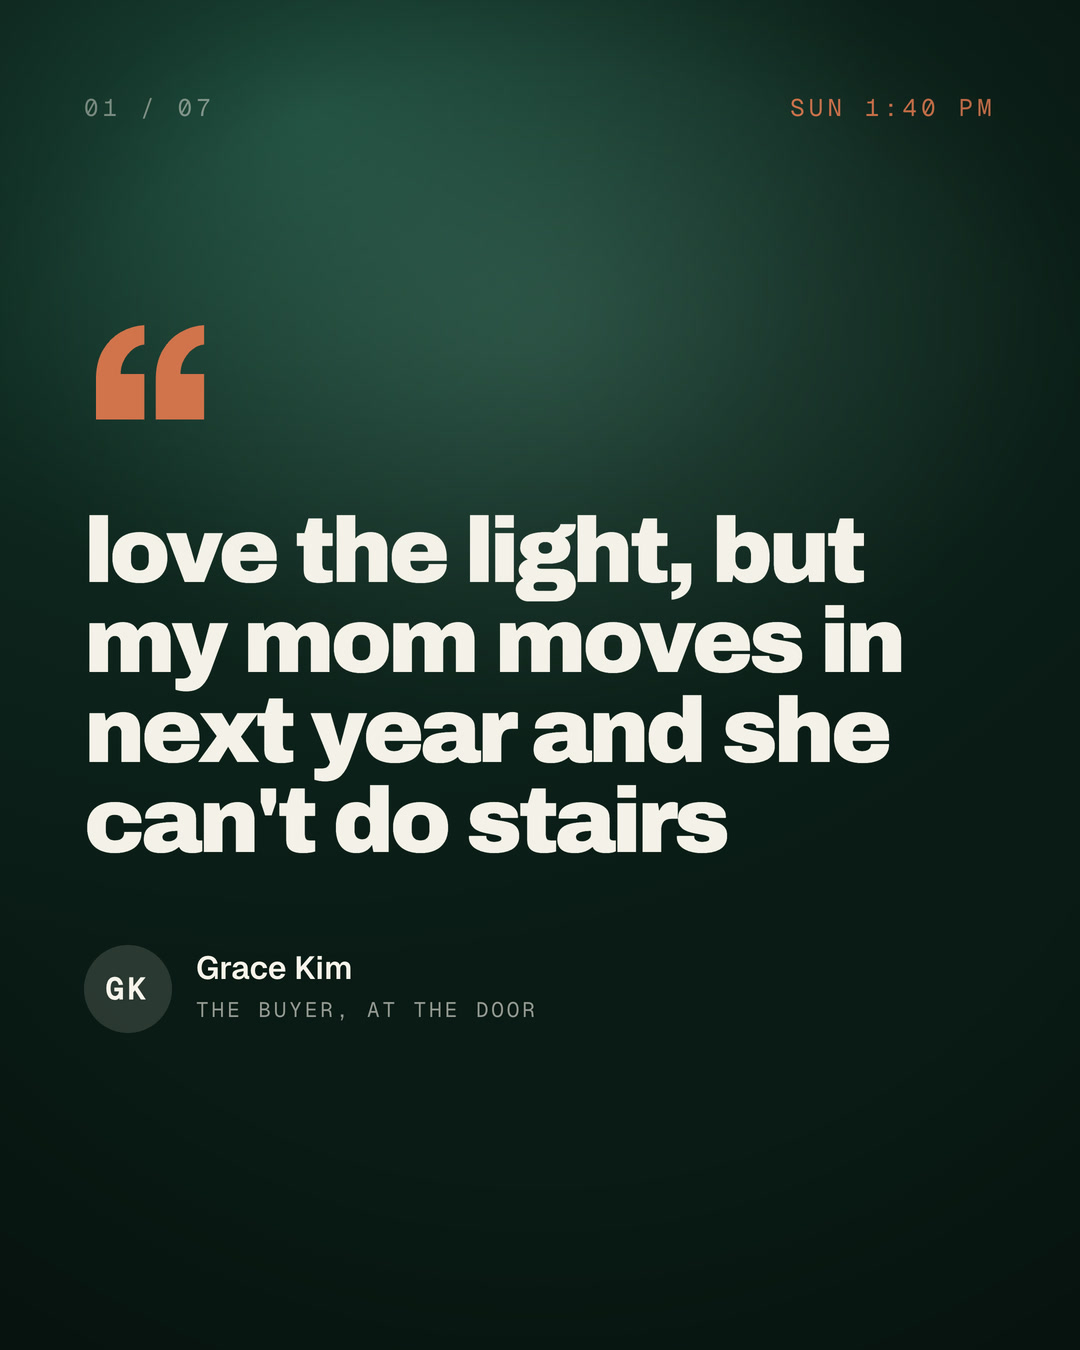 01 / 07
SUN 1:40 PM
“
love the light, but
my mom moves in
next year and she
can't do stairs
GK
Grace Kim
THE BUYER, AT THE DOOR